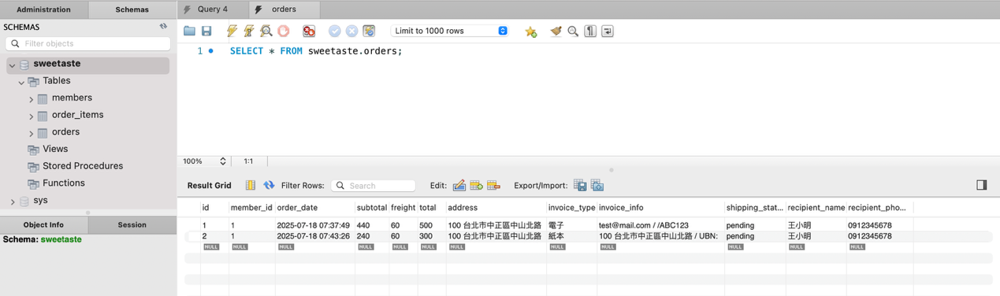 Administration Schemas Query 4 orders
SCHEMAS
Filter objects Limit to 1000 rows
sweetaste 1 SELECT * FROM sweetaste.orders;
Tables
members
order_items
orders
Views
100% 1:1
Stored Procedures
Functions Result Grid Filter Rows: Search Edit: Export/Import:
sys
id member_id order_date subtotal freight total address invoice_type invoice_info shipping_stat... recipient_name recipient_pho...
Object Info Session
1 1 2025-07-18 07:37:49 440 60 500 100 台北市中正區中山北路 電子 test@mail.com / /ABC123 pending 王小明 0912345678
Schema: sweetaste
2 1 2025-07-18 07:43:26 240 60 300 100 台北市中正區中山北路 紙本 100 台北市中正區中山北路 / UBN: pending 王小明 0912345678
NULL NULL NULL NULL NULL NULL NULL NULL NULL NULL NULL NULL